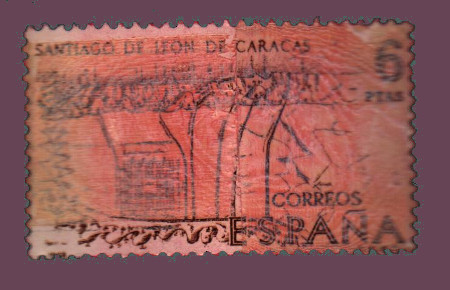 SANTIAGO DE LEON DE CARACAS
6
PTAS
CORREOS
ESPAÑA